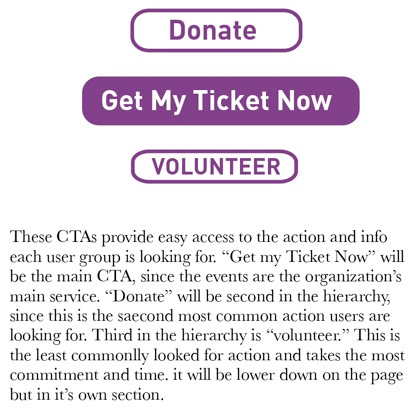 Donate
Get My Ticket Now
VOLUNTEER
These CTAs provide easy access to the action and info
each user group is looking for. “Get my Ticket Now” will
be the main CTA, since the events are the organization’s
main service. “Donate” will be second in the hierarchy,
since this is the saecond most common action users are
looking for. Third in the hierarchy is “volunteer.” This is
the least commonlly looked for action and takes the most
commitment and time. it will be lower down on the page
but in it’s own section.